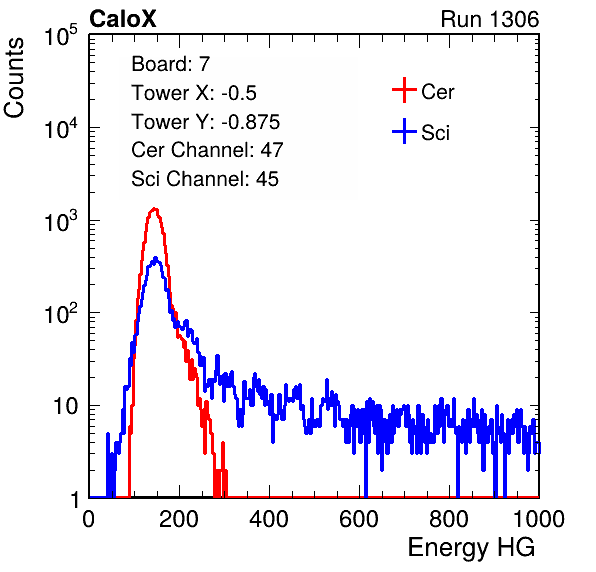 CaloX Run 1306
Counts
10^5
10^4
10^3
10^2
10
1
Board: 7
Tower X: -0.5
Tower Y: -0.875
Cer Channel: 47
Sci Channel: 45
Cer
Sci
0 200 400 600 800 1000
Energy HG